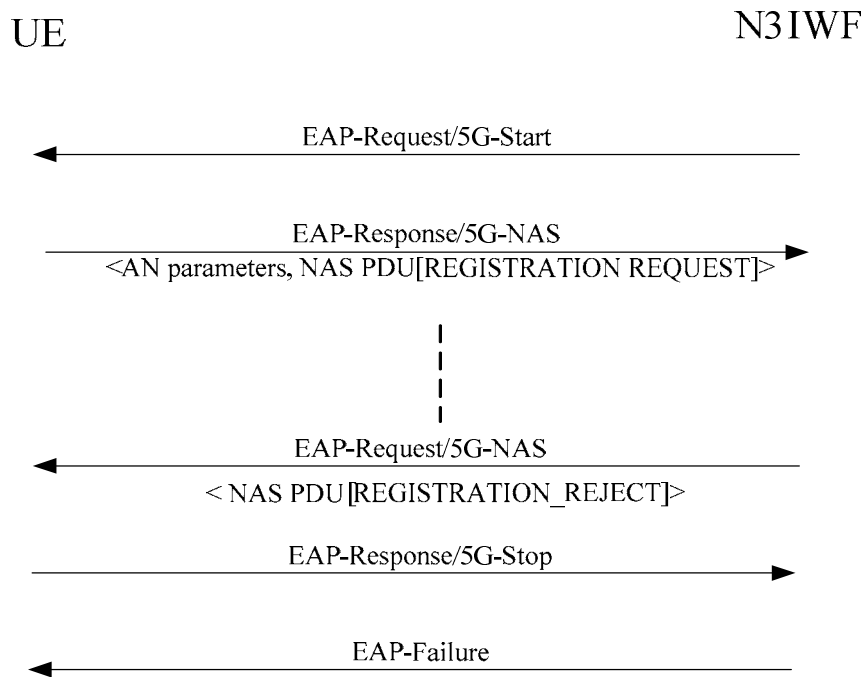 UE
N3IWF
EAP-Request/5G-Start
EAP-Response/5G-NAS
<AN parameters, NAS PDU[REGISTRATION REQUEST]>
EAP-Request/5G-NAS
< NAS PDU[REGISTRATION_REJECT]>
EAP-Response/5G-Stop
EAP-Failure